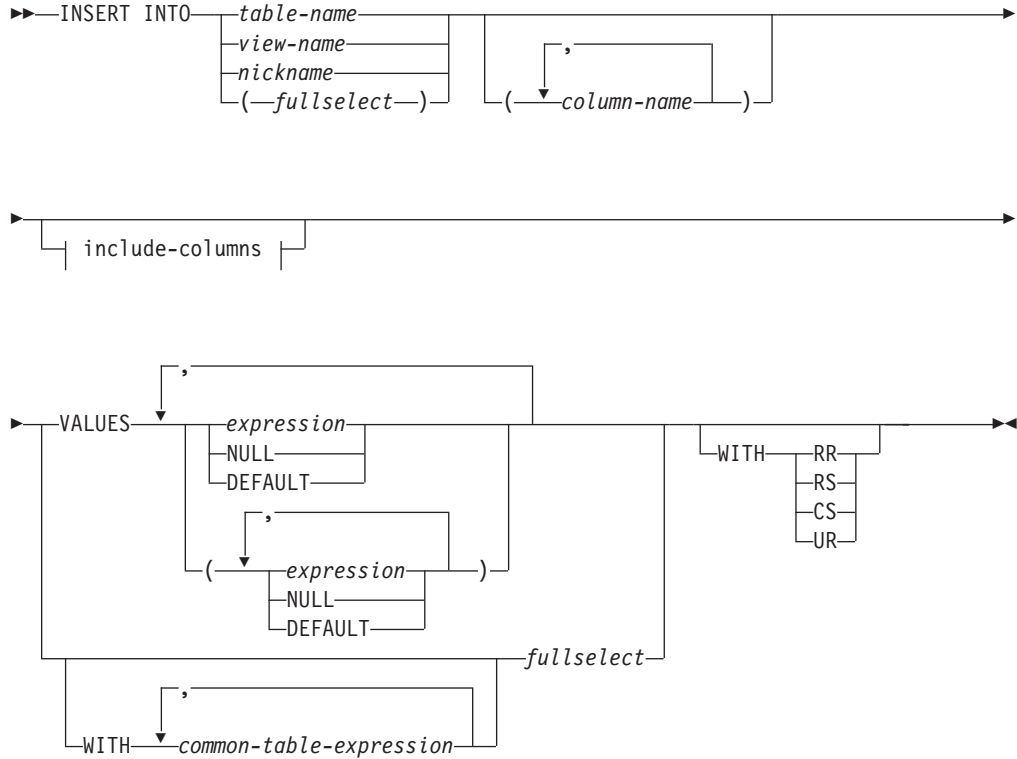 INSERT INTO table-name
view-name
nickname
( fullselect )
,
( column-name )
include-columns
,
VALUES expression
NULL
DEFAULT
,
( expression )
NULL
DEFAULT
WITH RR
RS
CS
UR
fullselect
,
WITH common-table-expression